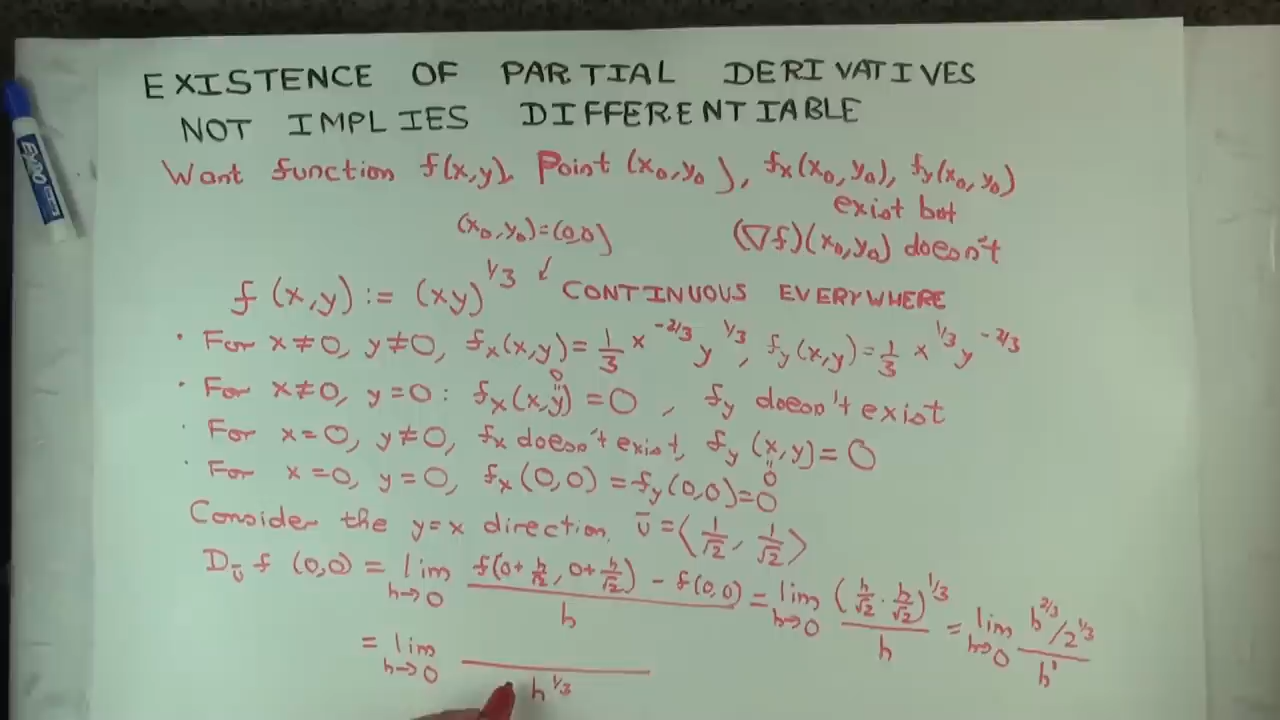 EXISTENCE OF PARTIAL DERIVATIVES
NOT IMPLIES DIFFERENTIABLE
Want function f(x,y), Point (x₀,y₀), fx(x₀,y₀), fy(x₀,y₀)
exist but
(x₀,y₀)=(0,0) (∇f)(x₀,y₀) doesn't
f(x,y) := (xy)^1/3 ↓ CONTINUOUS EVERYWHERE
· For x≠0, y≠0, fx(x,y)=1/3 x^-2/3 y^1/3, fy(x,y)=1/3 x^1/3 y^-2/3
0
· For x≠0, y=0: fx(x,y)=0, fy doesn't exist
· For x=0, y≠0, fx doesn't exist, fy(x,y)=0
0
· For x=0, y=0, fx(0,0)=fy(0,0)=0
Consider the y=x direction. ū=⟨1/√2, 1/√2⟩
Dūf (0,0) = lim h→0 (f(0+h/√2, 0+h/√2) - f(0,0))/h = lim h→0 (h/√2 · h/√2)^1/3/h = lim h→0 (h^2/3/2^1/3)/h^1
= lim h→0 /h^1/3
EXPO